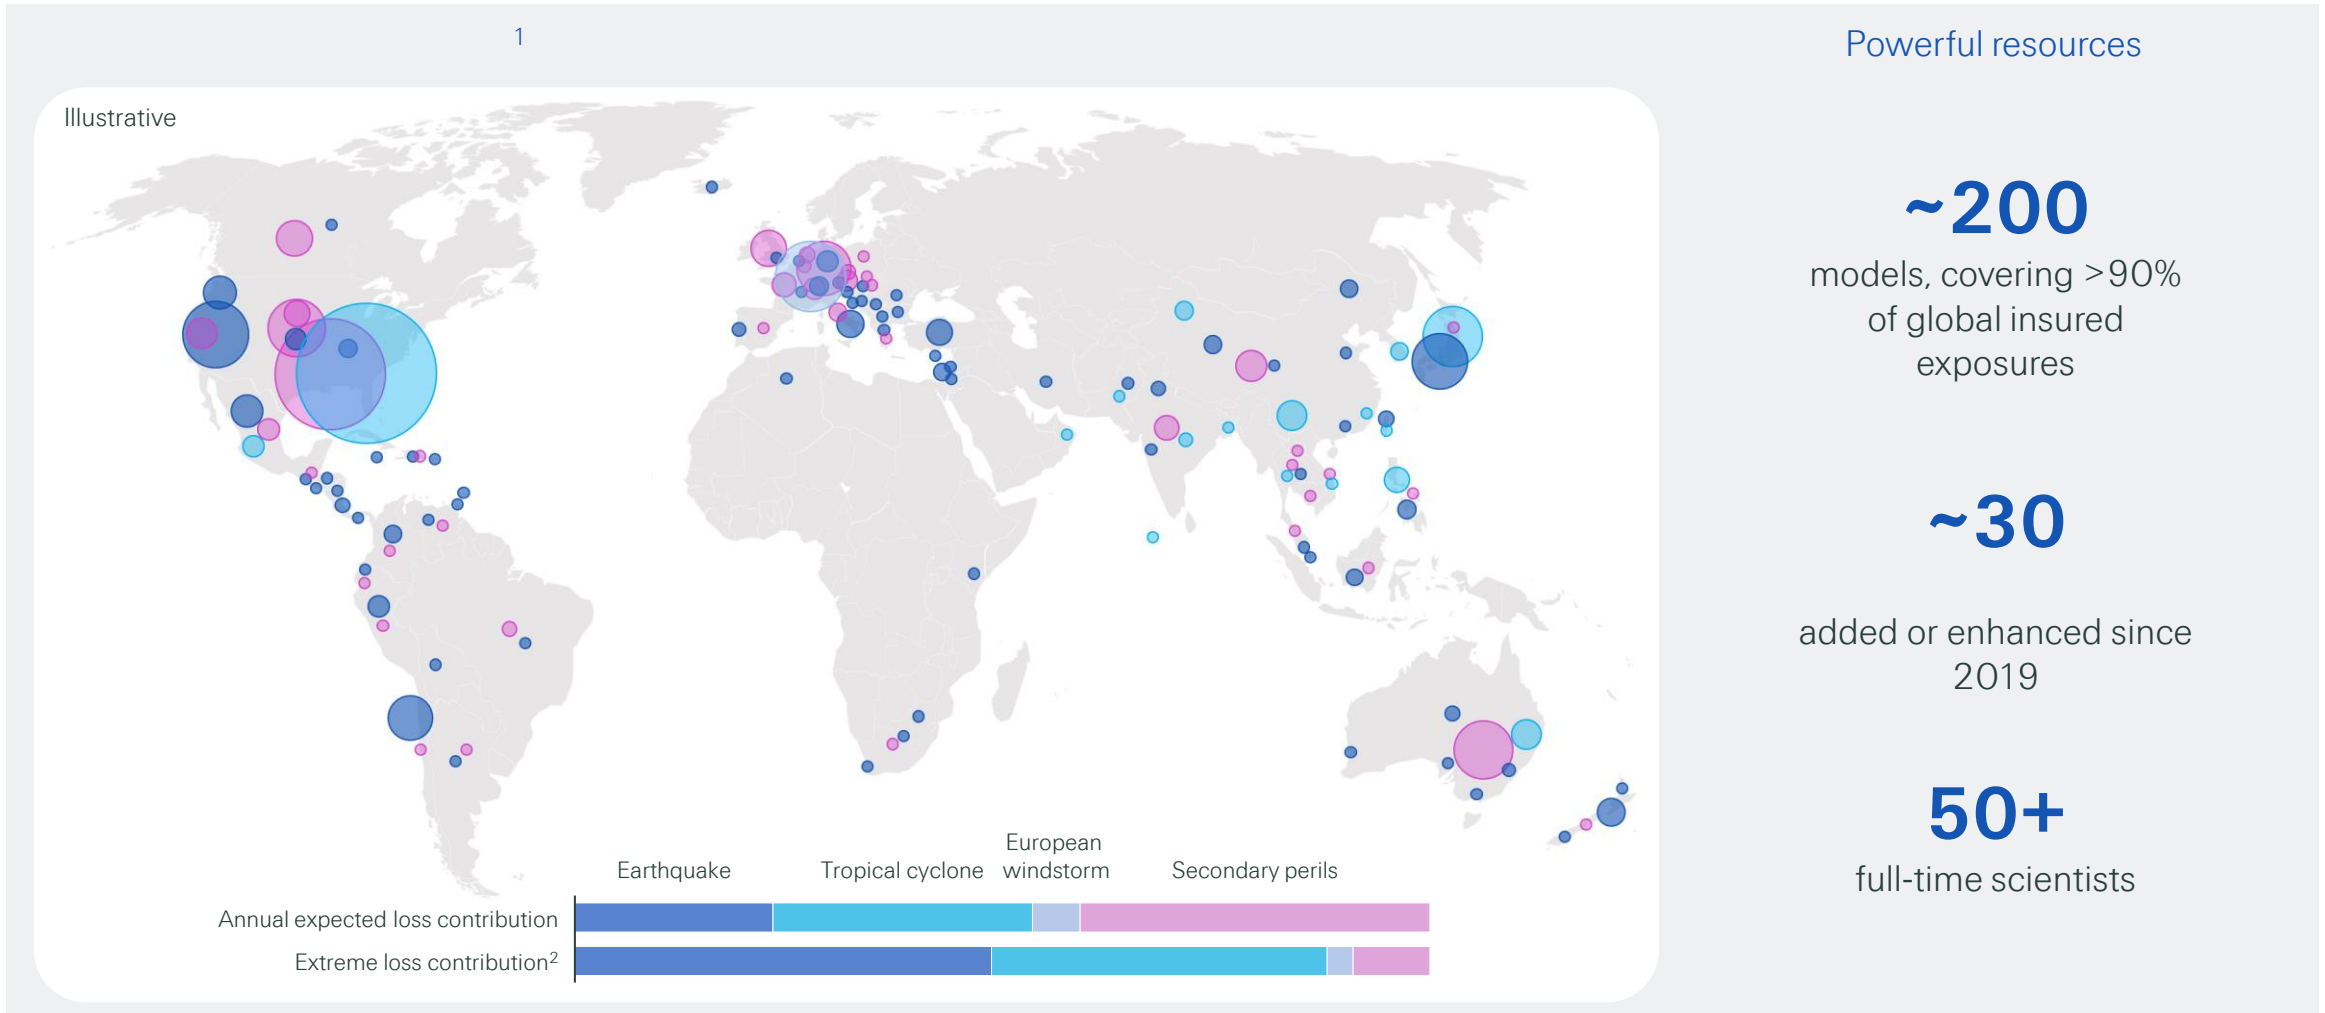 1
Powerful resources
Illustrative
~200
models, covering >90%
of global insured
exposures
~30
added or enhanced since
2019
50+
full-time scientists
Earthquake
Tropical cyclone
European
windstorm
Secondary perils
Annual expected loss contribution
Extreme loss contribution2